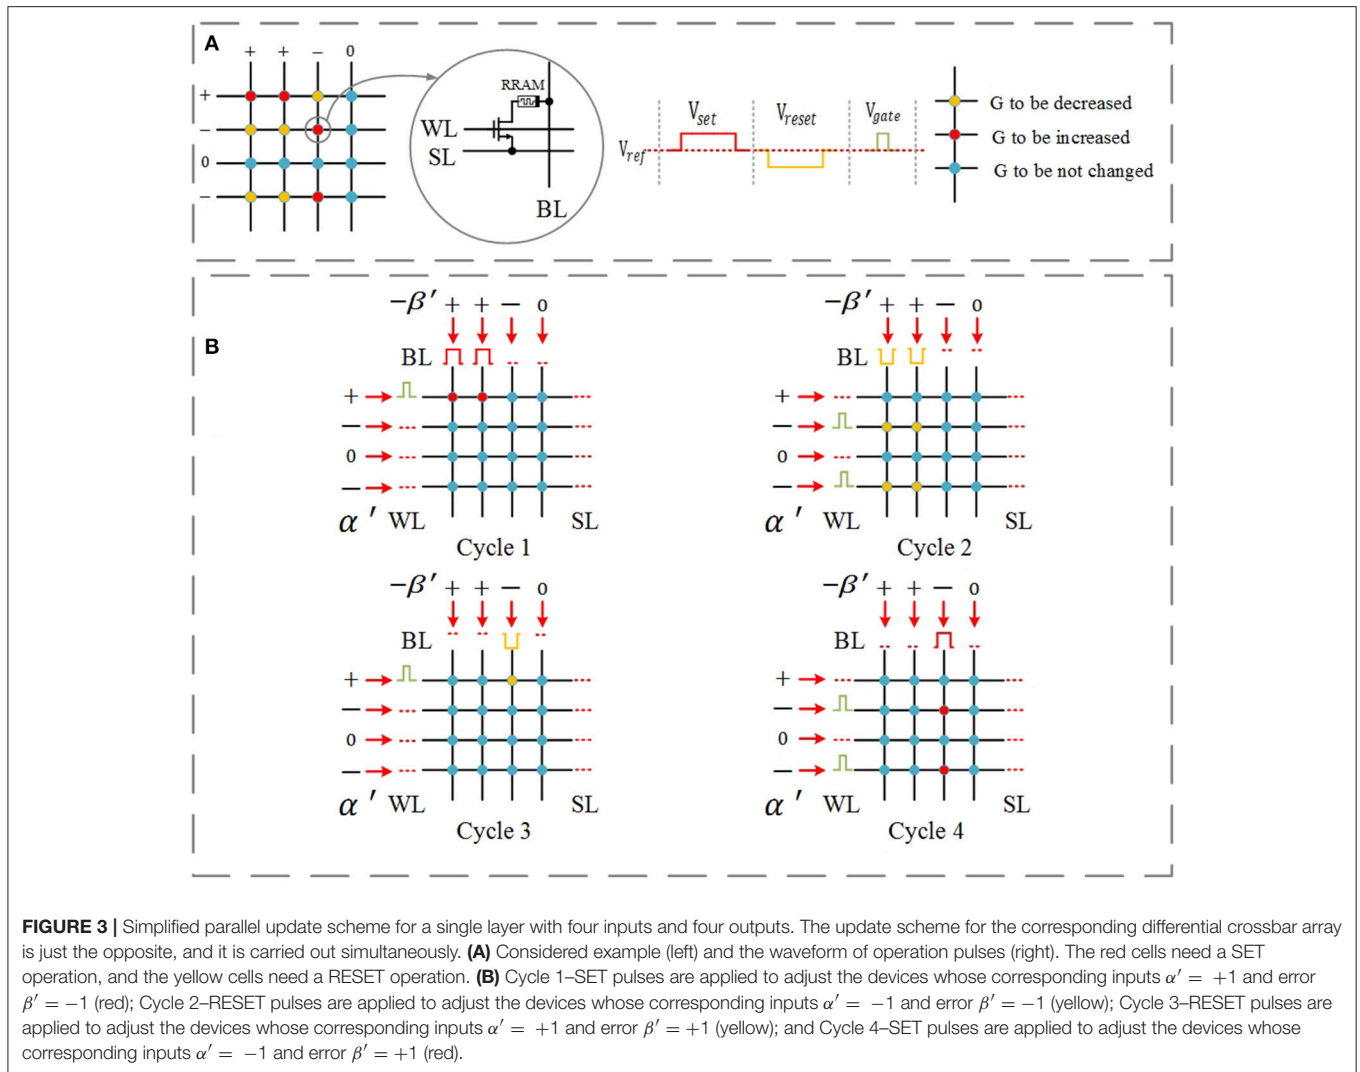 A
+ + − 0
+
−
0
−
RRAM
WL
SL
BL
V_set V_reset V_gate
V_ref
G to be decreased
G to be increased
G to be not changed
B
−β′ + + − 0
BL
+
−
0
−
α′ WL SL
Cycle 1
−β′ + + − 0
BL
+
−
0
−
α′ WL SL
Cycle 2
−β′ + + − 0
BL
+
−
0
−
α′ WL SL
Cycle 3
−β′ + + − 0
BL
+
−
0
−
α′ WL SL
Cycle 4
FIGURE 3 | Simplified parallel update scheme for a single layer with four inputs and four outputs. The update scheme for the corresponding differential crossbar array
is just the opposite, and it is carried out simultaneously. (A) Considered example (left) and the waveform of operation pulses (right). The red cells need a SET
operation, and the yellow cells need a RESET operation. (B) Cycle 1–SET pulses are applied to adjust the devices whose corresponding inputs α′ = +1 and error
β′ = −1 (red); Cycle 2–RESET pulses are applied to adjust the devices whose corresponding inputs α′ = −1 and error β′ = −1 (yellow); Cycle 3–RESET pulses are
applied to adjust the devices whose corresponding inputs α′ = +1 and error β′ = +1 (yellow); and Cycle 4–SET pulses are applied to adjust the devices whose
corresponding inputs α′ = −1 and error β′ = +1 (red).